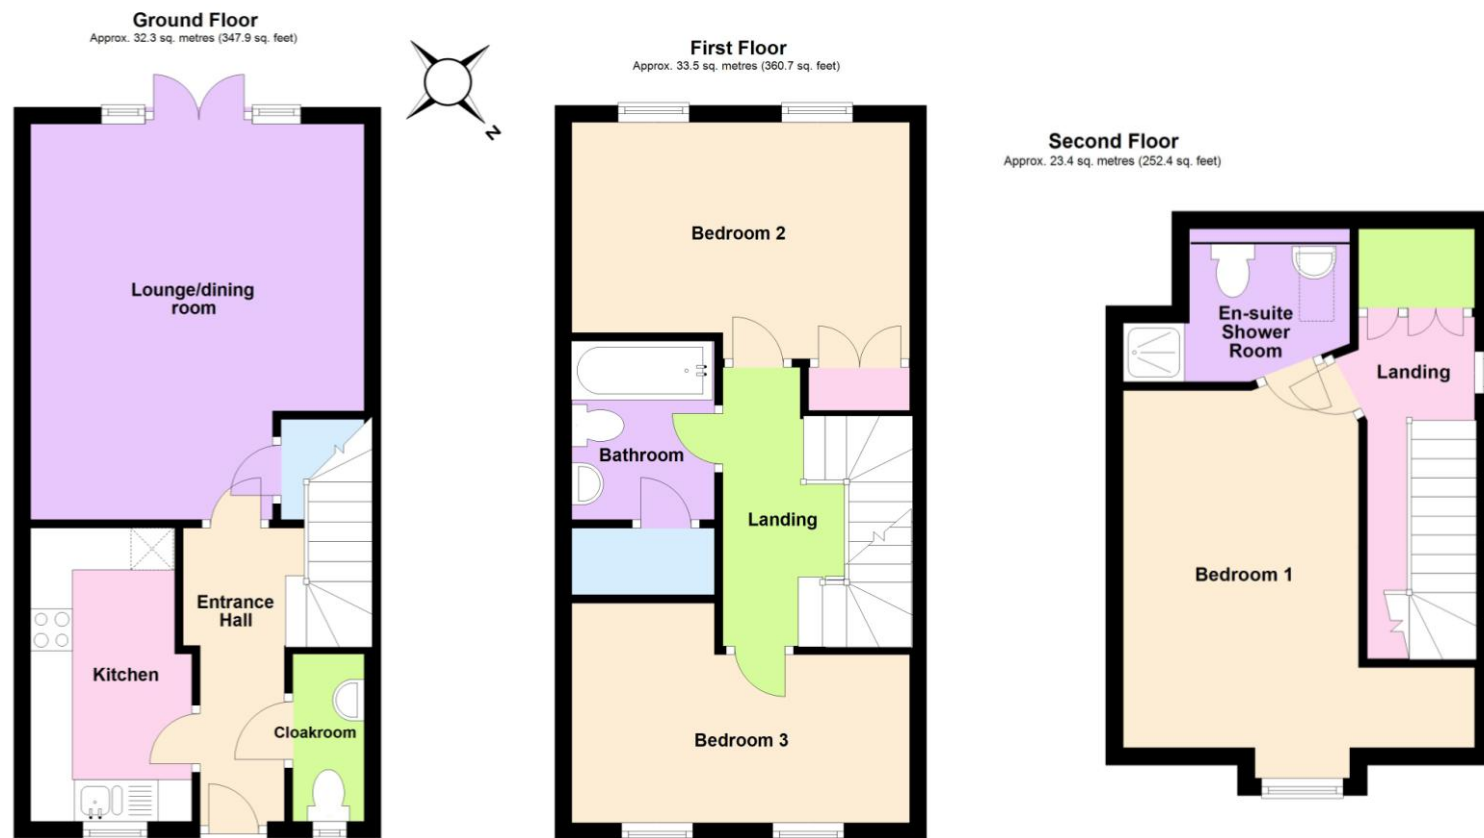 Ground Floor
Approx. 32.3 sq. metres (347.9 sq. feet)
Lounge/dining
room
Entrance
Hall
Kitchen
Cloakroom
N
First Floor
Approx. 33.5 sq. metres (360.7 sq. feet)
Bedroom 2
Bathroom
Landing
Bedroom 3
Second Floor
Approx. 23.4 sq. metres (252.4 sq. feet)
En-suite
Shower
Room
Landing
Bedroom 1